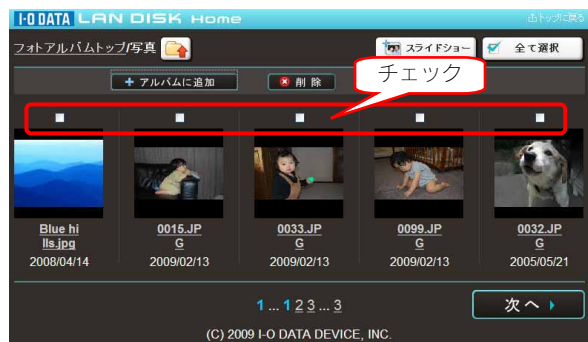 I-O DATA LAN DISK Home
凸トップに戻る
フォトアルバムトップ/写真
スライドショー
全て選択
+ アルバムに追加
削 除
チェック
Blue hi
lls.jpg
2008/04/14
0015.JP
G
2009/02/13
0033.JP
G
2009/02/13
0099.JP
G
2009/02/13
0032.JP
G
2005/05/21
1 ... 1 2 3 ... 3
次へ
(C) 2009 I-O DATA DEVICE, INC.